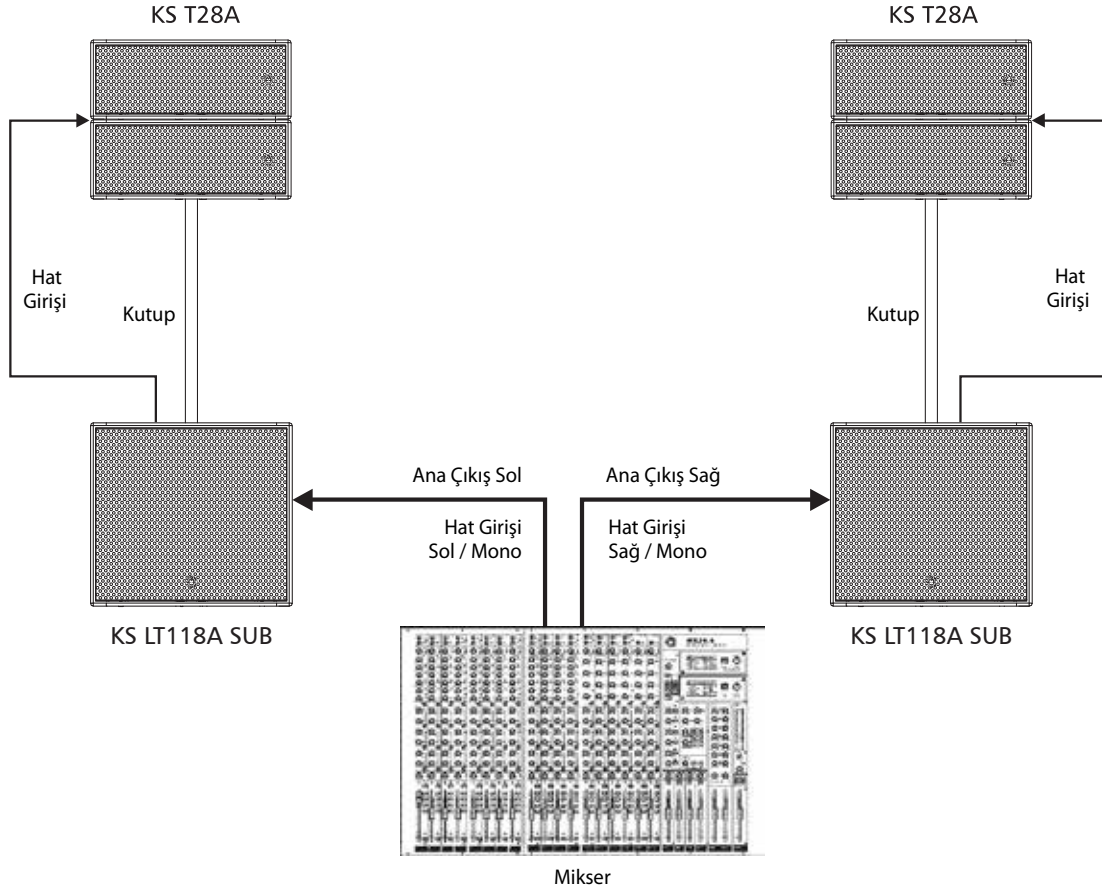 KS T28A
KS T28A
Hat
Girişi
Kutup
Kutup
Hat
Girişi
Ana Çıkış Sol
Ana Çıkış Sağ
Hat Girişi
Sol / Mono
Hat Girişi
Sağ / Mono
KS LT118A SUB
KS LT118A SUB
Mikser